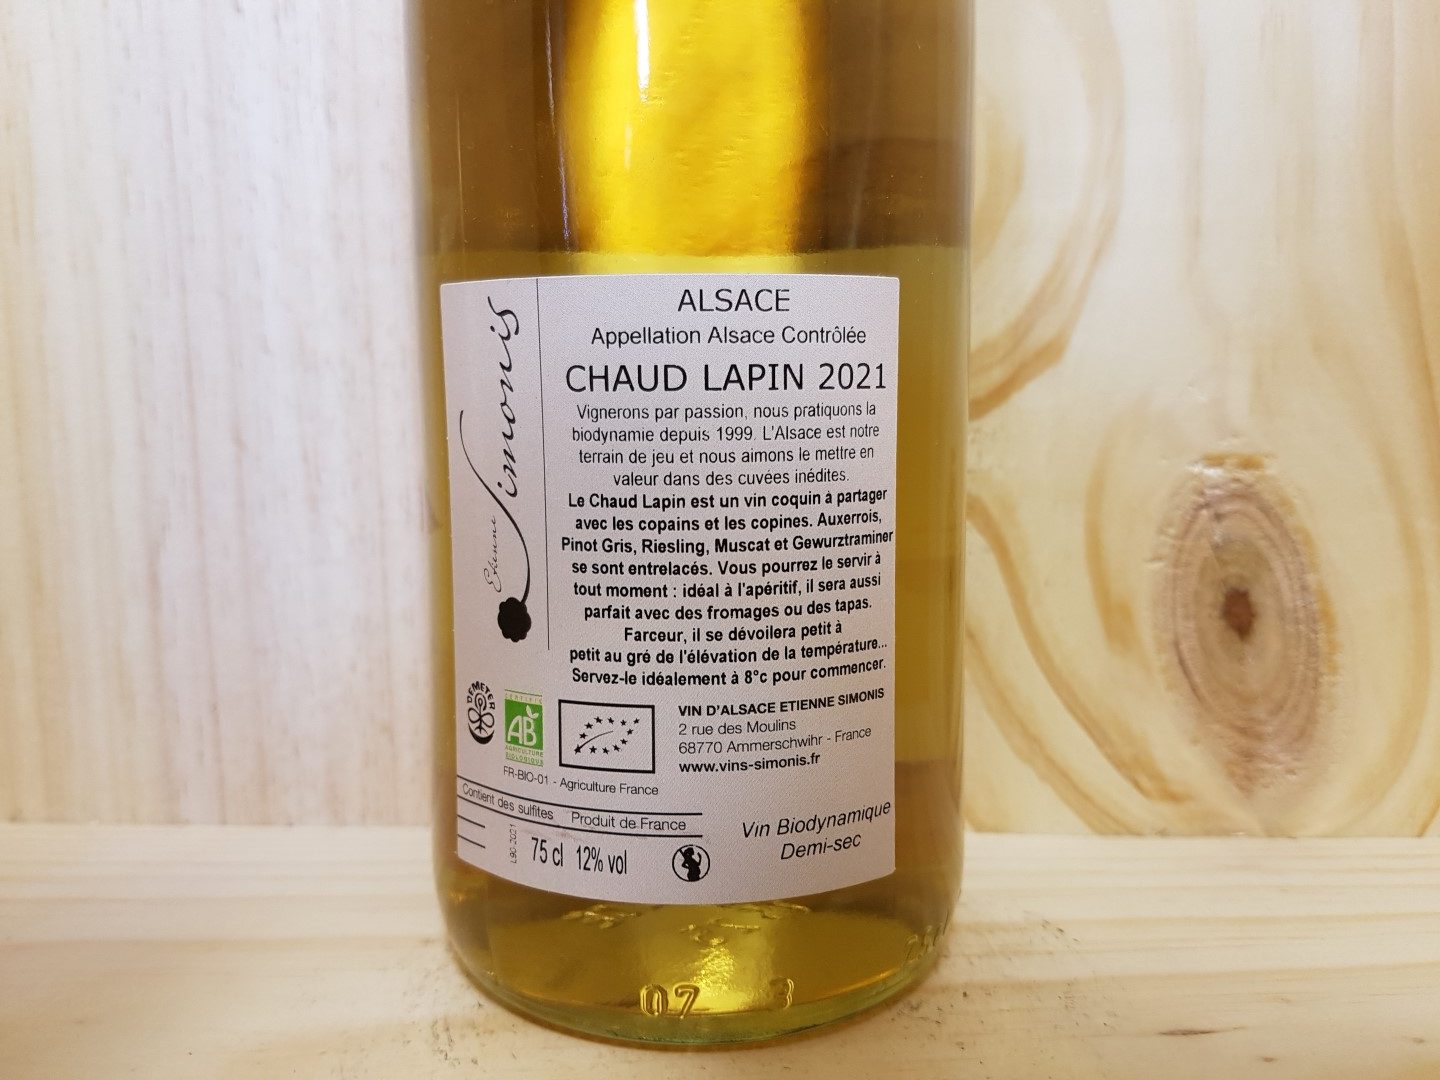 Etienne Simonis
ALSACE
Appellation Alsace Contrôlée
CHAUD LAPIN 2021
Vignerons par passion, nous pratiquons la
biodynamie depuis 1999. L'Alsace est notre
terrain de jeu et nous aimons le mettre en
valeur dans des cuvées inédites.
Le Chaud Lapin est un vin coquin à partager
avec les copains et les copines. Auxerrois,
Pinot Gris, Riesling, Muscat et Gewurztraminer
se sont entrelacés. Vous pourrez le servir à
tout moment : idéal à l'apéritif, il sera aussi
parfait avec des fromages ou des tapas.
Farceur, il se dévoilera petit à
petit au gré de l'élévation de la température...
Servez-le idéalement à 8°c pour commencer.
DEMETER
CERTIFIÉ
AB
AGRICULTURE
BIOLOGIQUE
FR-BIO-01 - Agriculture France
VIN D'ALSACE ETIENNE SIMONIS
2 rue des Moulins
68770 Ammerschwihr - France
www.vins-simonis.fr
Contient des sulfites Produit de France
L90-2021
75 cl 12% vol
Vin Biodynamique
Demi-sec
07 3